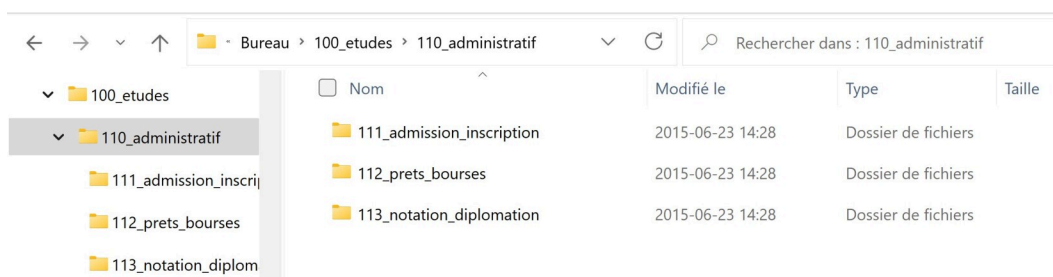 Bureau > 100_etudes > 110_administratif
Rechercher dans : 110_administratif
100_etudes
110_administratif
111_admission_inscrip
112_prets_bourses
113_notation_diplom
Nom Modifié le Type Taille
111_admission_inscription 2015-06-23 14:28 Dossier de fichiers
112_prets_bourses 2015-06-23 14:28 Dossier de fichiers
113_notation_diplomation 2015-06-23 14:28 Dossier de fichiers